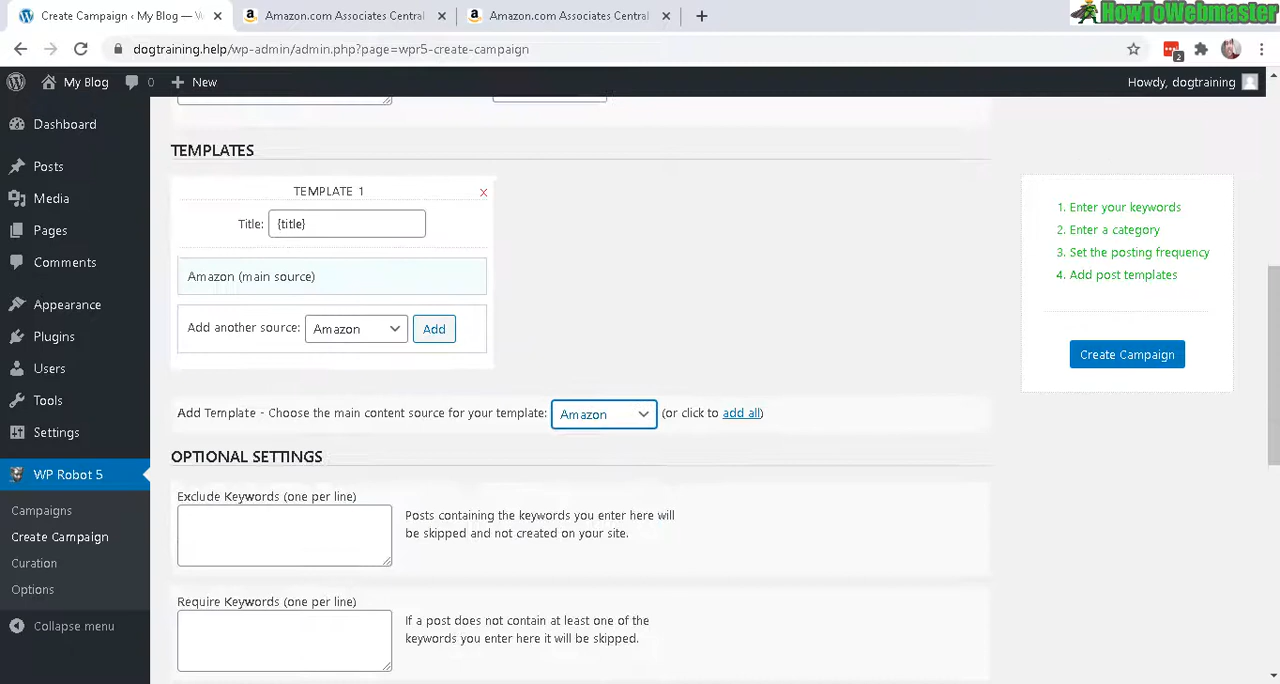 Create Campaign ‹ My Blog — W
Amazon.com Associates Central
Amazon.com Associates Central
HowToWebmaster
dogtraining.help/wp-admin/admin.php?page=wpr5-create-campaign
2
My Blog
0
New
Howdy, dogtraining
Dashboard
Posts
Media
Pages
Comments
Appearance
Plugins
Users
Tools
Settings
WP Robot 5
Campaigns
Create Campaign
Curation
Options
Collapse menu
TEMPLATES
TEMPLATE 1
X
Title: {title}
Amazon (main source)
Add another source: Amazon Add
Add Template - Choose the main content source for your template: Amazon (or click to add all)
OPTIONAL SETTINGS
Exclude Keywords (one per line)
Posts containing the keywords you enter here will
be skipped and not created on your site.
Require Keywords (one per line)
If a post does not contain at least one of the
keywords you enter here it will be skipped.
1. Enter your keywords
2. Enter a category
3. Set the posting frequency
4. Add post templates
Create Campaign